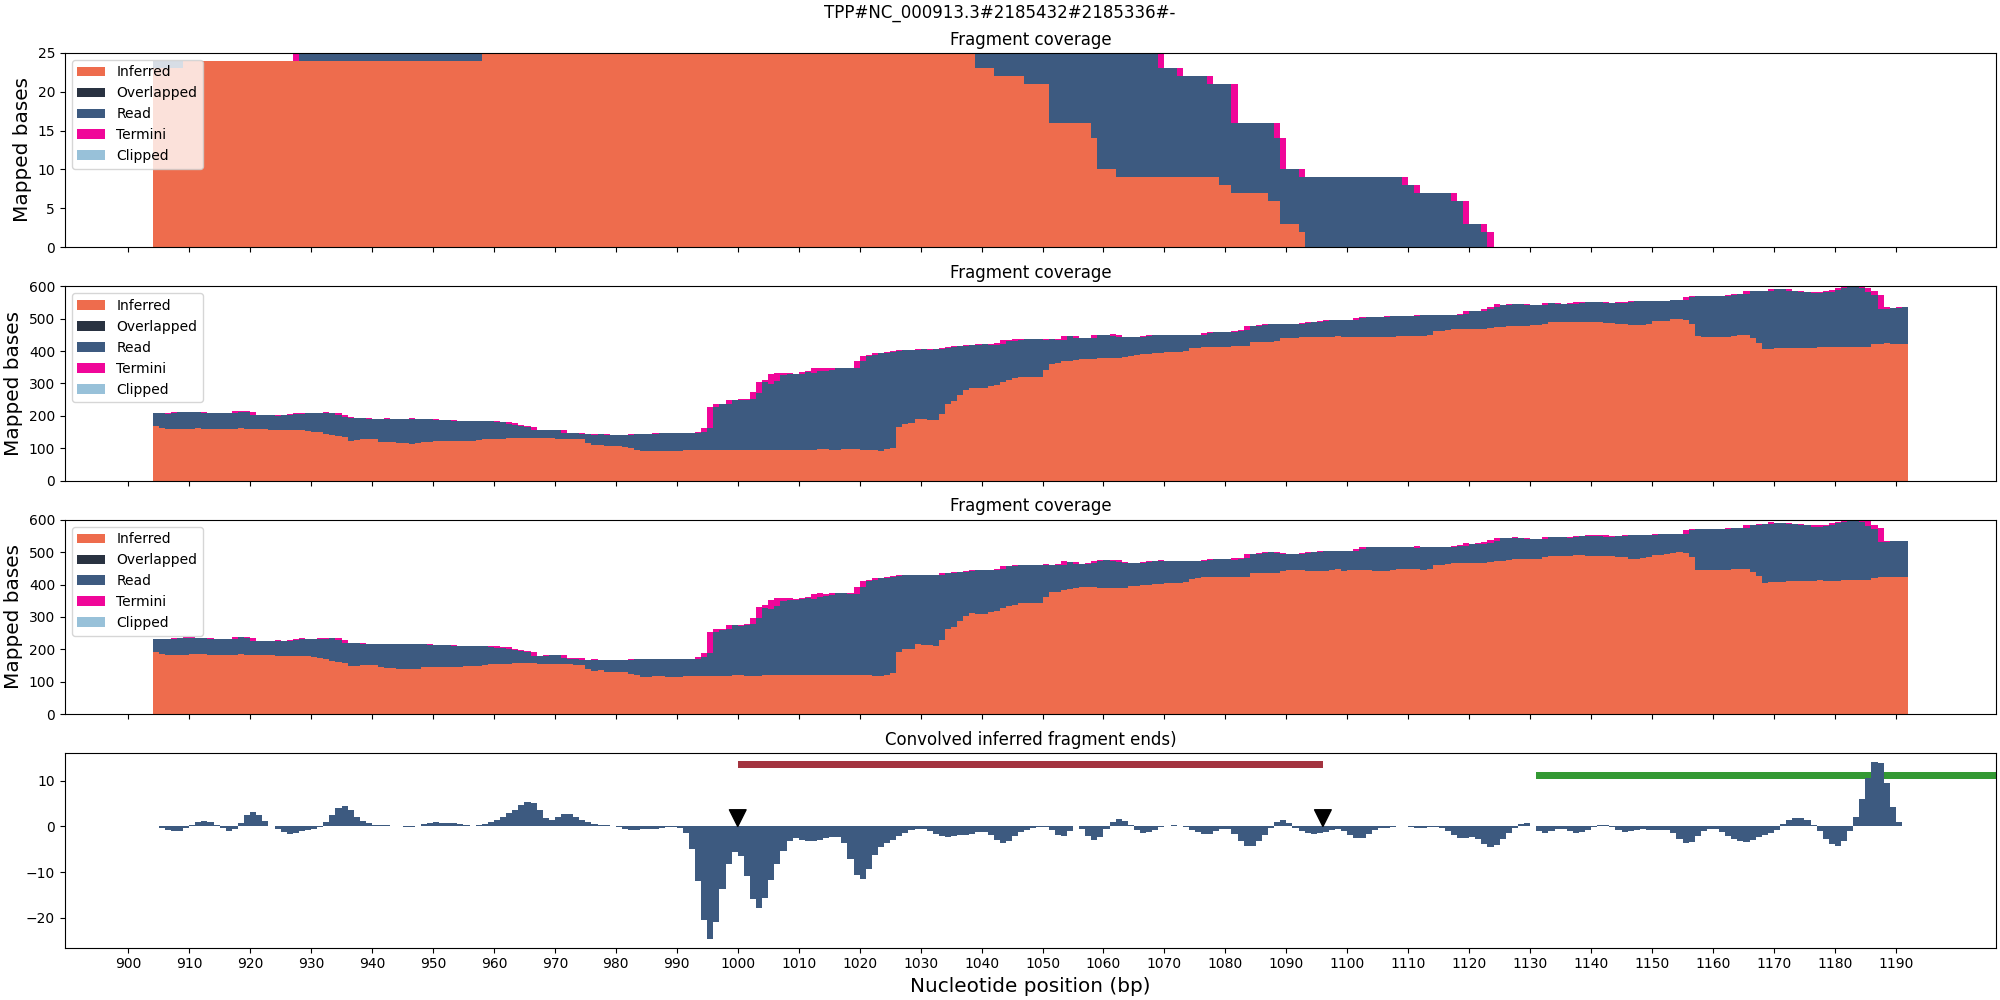 TPP#NC_000913.3#2185432#2185336#-
Fragment coverage
Mapped bases
25
20
15
10
5
0
Inferred
Overlapped
Read
Termini
Clipped
Fragment coverage
Mapped bases
600
500
400
300
200
100
0
Inferred
Overlapped
Read
Termini
Clipped
Fragment coverage
Mapped bases
600
500
400
300
200
100
0
Inferred
Overlapped
Read
Termini
Clipped
Convolved inferred fragment ends)
10
0
−10
−20
900 910 920 930 940 950 960 970 980 990 1000 1010 1020 1030 1040 1050 1060 1070 1080 1090 1100 1110 1120 1130 1140 1150 1160 1170 1180 1190
Nucleotide position (bp)